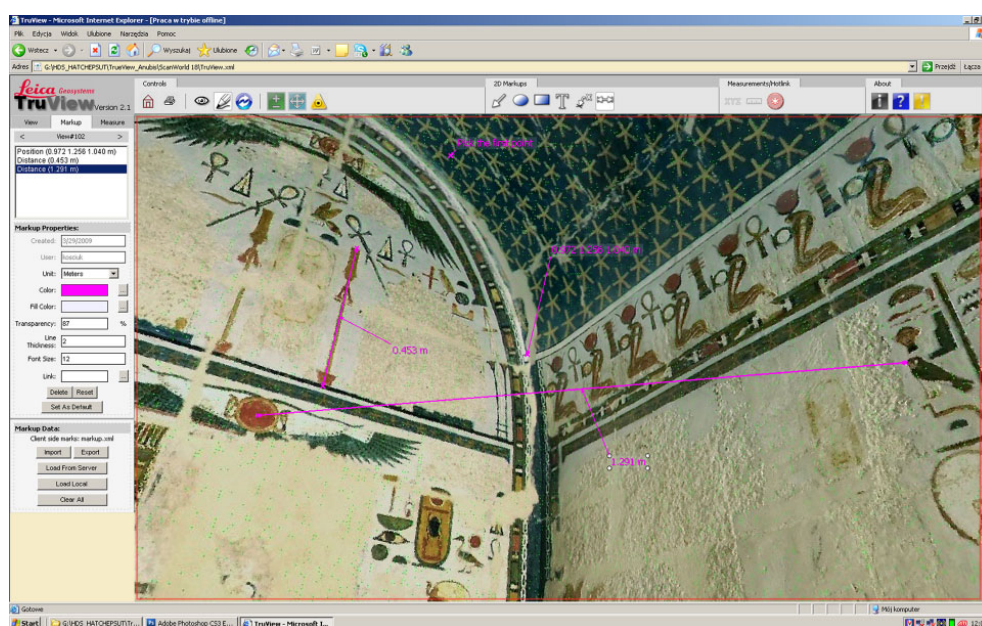 TruView - Microsoft Internet Explorer - [Praca w trybie offline]
Plik Edycja Widok Ulubione Narzędzia Pomoc
Wstecz Wyszukaj Ulubione
Adres G:\HDS_HATCHEPSUT\TrueView_Anubis\ScanWorld 18\TruView.xml Przejdź Łącza
Leica Geosystems
TruView Version 2.1
Controls 2D Markups Measurements/Hotlink About
XYZ
View Markup Measure
< View#102 >
Position (0.972 1.256 1.040 m)
Distance (0.453 m)
Distance (1.291 m)
Markup Properties:
Created: 3/29/2009
User: kosciuk
Unit: Meters
Color:
Fill Color:
Transparency: 87 %
Line Thickness: 2
Font Size: 12
Link:
Delete Reset
Set As Default
Markup Data:
Client side marks: markup.xml
Import Export
Load From Server
Load Local
Clear All
0.972 1.256 1.040 m
0.453 m
1.291 m
Gotowe Mój komputer
Start G:\HDS_HATCHEPSUT\Tr... Adobe Photoshop CS3 E... TruView - Microsoft I...